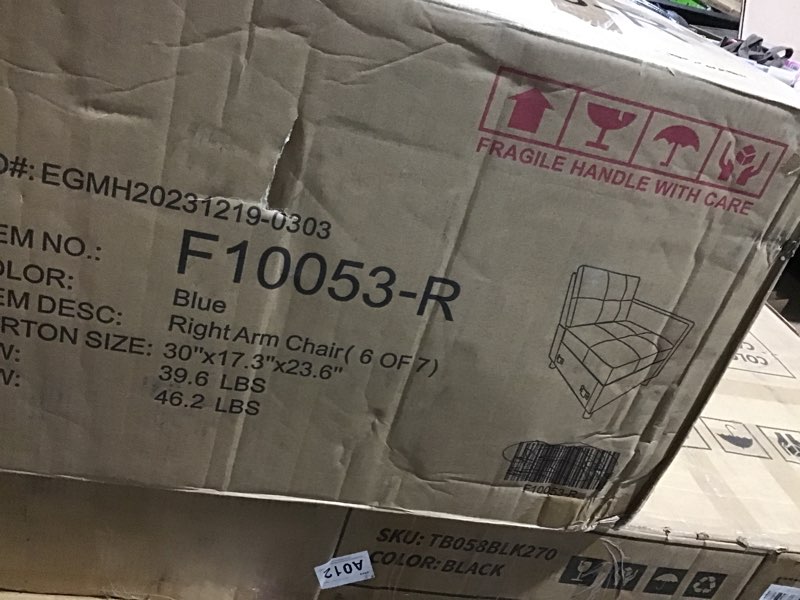 FRAGILE HANDLE WITH CARE
O#: EGMH20231219-0303
EM NO.: F10053-R
OLOR: Blue
EM DESC: Right Arm Chair( 6 OF 7)
RTON SIZE: 30"x17.3"x23.6"
W: 39.6 LBS
W: 46.2 LBS
F10053-R
SKU: TB058BLK270
COLOR: BLACK
A012